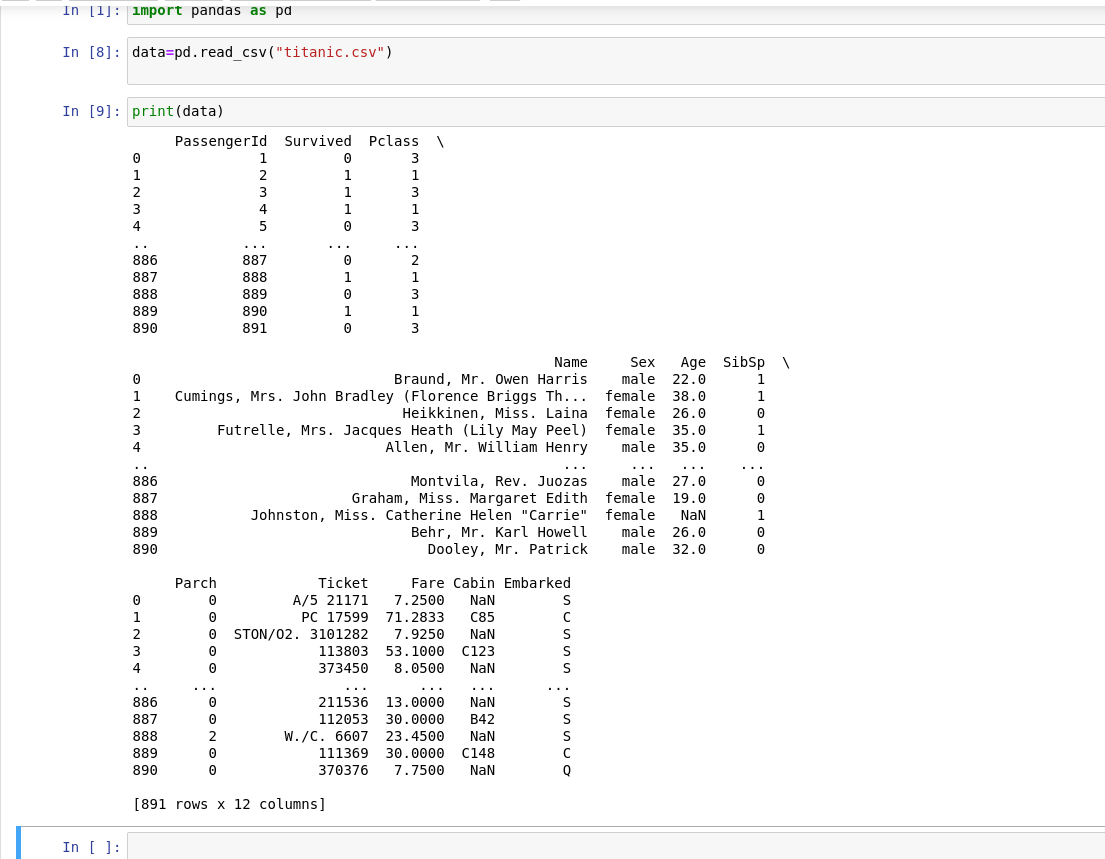 In [1]: import pandas as pd
In [8]: data=pd.read_csv("titanic.csv")
In [9]: print(data)
PassengerId  Survived  Pclass  \
0              1         0       3
1              2         1       1
2              3         1       3
3              4         1       1
4              5         0       3
..           ...       ...     ...
886          887         0       2
887          888         1       1
888          889         0       3
889          890         1       1
890          891         0       3
Name     Sex   Age  SibSp  \
0                               Braund, Mr. Owen Harris    male  22.0      1
1     Cumings, Mrs. John Bradley (Florence Briggs Th...  female  38.0      1
2                                Heikkinen, Miss. Laina  female  26.0      0
3          Futrelle, Mrs. Jacques Heath (Lily May Peel)  female  35.0      1
4                              Allen, Mr. William Henry    male  35.0      0
..                                                  ...     ...   ...    ...
886                               Montvila, Rev. Juozas    male  27.0      0
887                        Graham, Miss. Margaret Edith  female  19.0      0
888            Johnston, Miss. Catherine Helen "Carrie"  female   NaN      1
889                               Behr, Mr. Karl Howell    male  26.0      0
890                                 Dooley, Mr. Patrick    male  32.0      0
Parch            Ticket     Fare Cabin Embarked
0        0         A/5 21171   7.2500   NaN        S
1        0          PC 17599  71.2833   C85        C
2        0  STON/O2. 3101282   7.9250   NaN        S
3        0            113803  53.1000  C123        S
4        0            373450   8.0500   NaN        S
..     ...               ...      ...   ...      ...
886      0            211536  13.0000   NaN        S
887      0            112053  30.0000   B42        S
888      2        W./C. 6607  23.4500   NaN        S
889      0            111369  30.0000  C148        C
890      0            370376   7.7500   NaN        Q
[891 rows x 12 columns]
In [ ]: